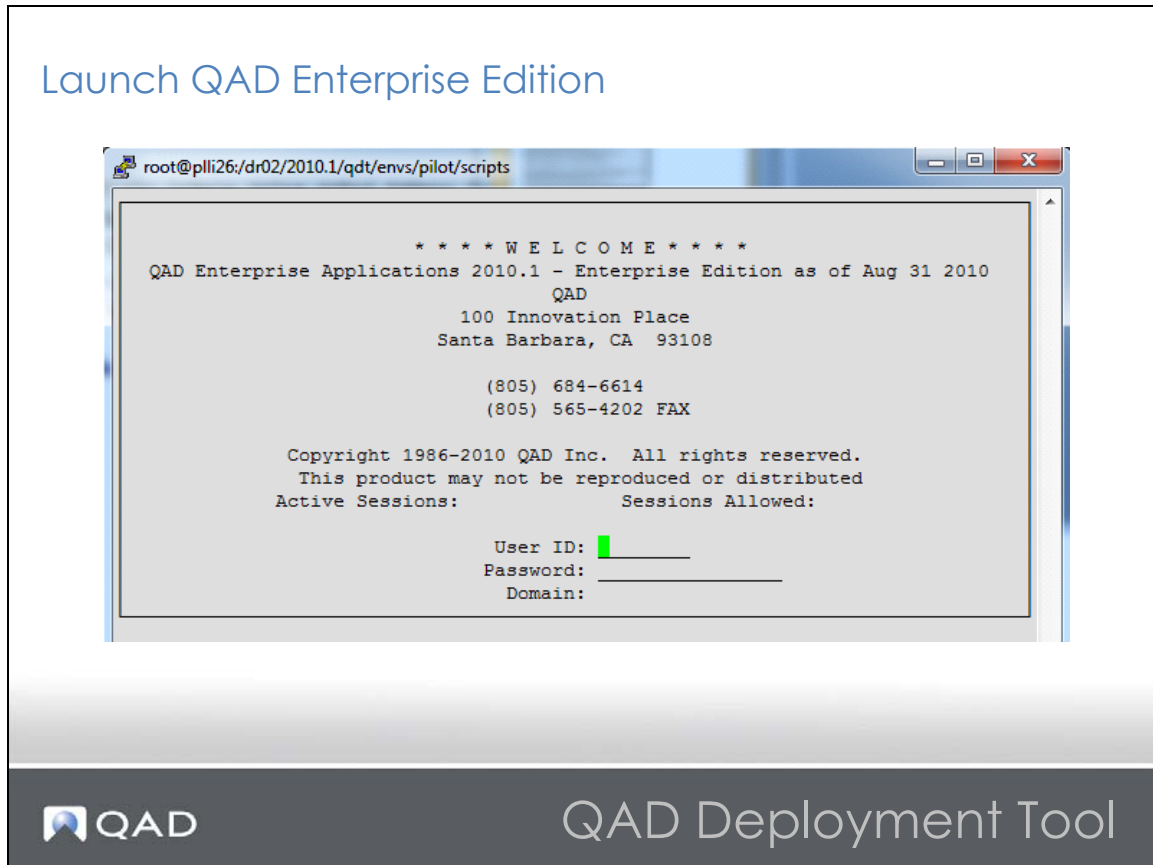 Launch QAD Enterprise Edition
root@plli26:/dr02/2010.1/qdt/envs/pilot/scripts
* * * * W E L C O M E * * * *
QAD Enterprise Applications 2010.1 - Enterprise Edition as of Aug 31 2010
QAD
100 Innovation Place
Santa Barbara, CA  93108
(805) 684-6614
(805) 565-4202 FAX
Copyright 1986-2010 QAD Inc.  All rights reserved.
This product may not be reproduced or distributed
Active Sessions: Sessions Allowed:
User ID:
Password:
Domain:
QAD
QAD Deployment Tool